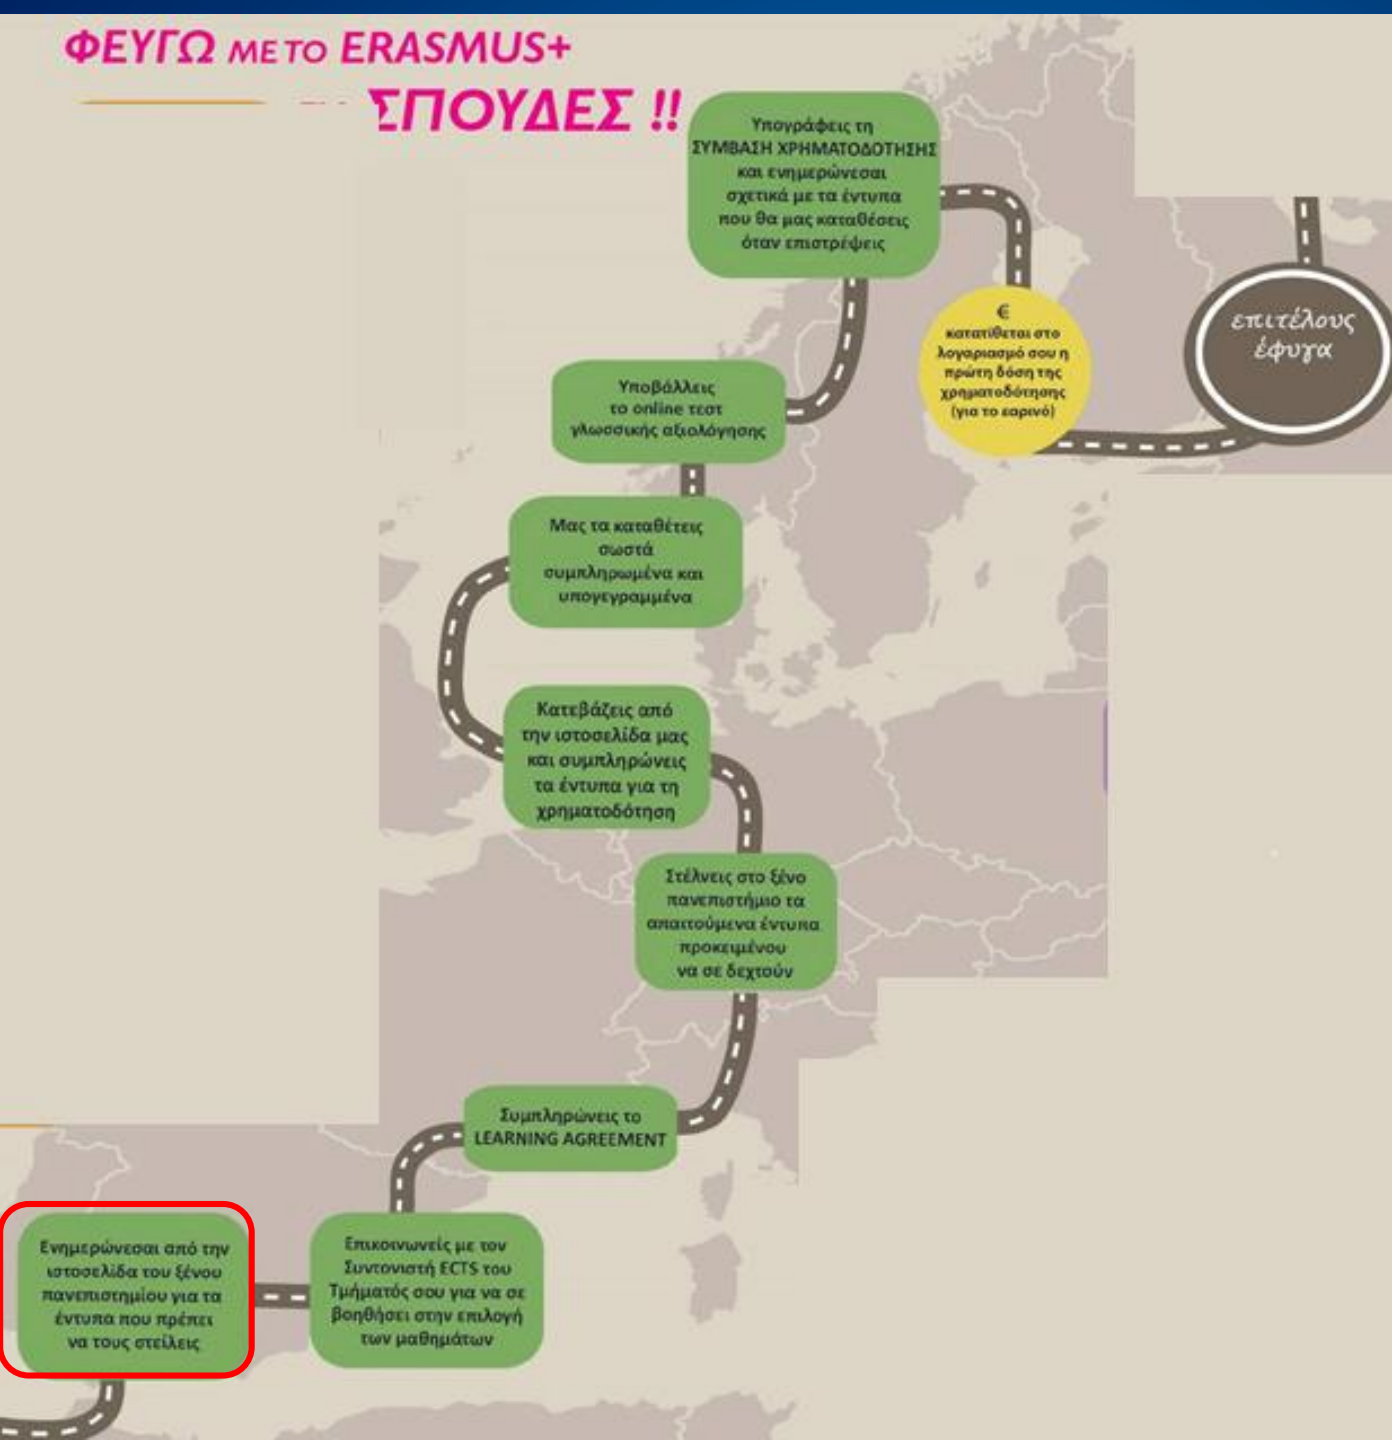 ΦΕΥΓΩ ΜΕ ΤΟ ERASMUS+
ΣΠΟΥΔΕΣ !!
Υπογράφεις τη
ΣΥΜΒΑΣΗ ΧΡΗΜΑΤΟΔΟΤΗΣΗΣ
και ενημερώνεσαι
σχετικά με τα έντυπα
που θα μας καταθέσεις
όταν επιστρέψεις
€
κατατίθεται στο
λογαριασμό σου η
πρώτη δόση της
χρηματοδότησης
(για το εαρινό)
επιτέλους
έφυγα
Υποβάλλεις
το online τεστ
γλωσσικής αξιολόγησης
Μας τα καταθέτεις
σωστά
συμπληρωμένα και
υπογεγραμμένα
Κατεβάζεις από
την ιστοσελίδα μας
και συμπληρώνεις
τα έντυπα για τη
χρηματοδότηση
Στέλνεις στο ξένο
πανεπιστήμιο τα
απαιτούμενα έντυπα
προκειμένου
να σε δεχτούν
Συμπληρώνεις το
LEARNING AGREEMENT
Επικοινωνείς με τον
Συντονιστή ECTS του
Τμήματός σου για να σε
βοηθήσει στην επιλογή
των μαθημάτων
Ενημερώνεσαι από την
ιστοσελίδα του ξένου
πανεπιστημίου για τα
έντυπα που πρέπει
να τους στείλεις